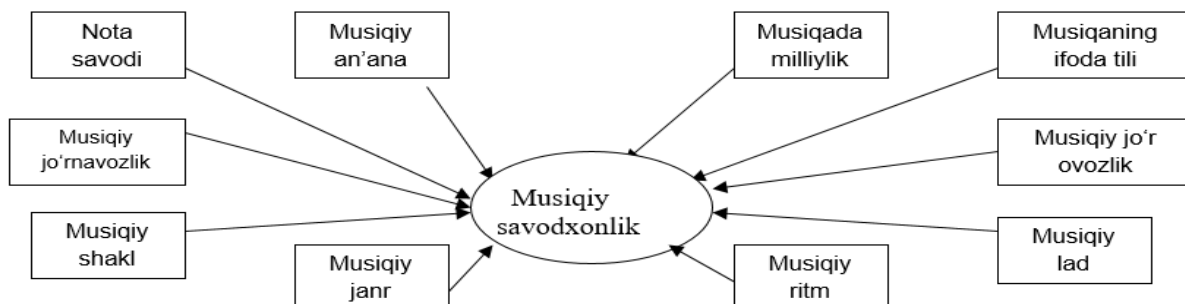 Nota
savodi
Musiqiy
an’ana
Musiqada
milliylik
Musiqaning
ifoda tili
Musiqiy
jo‘rnavozlik
Musiqiy jo‘r
ovozlik
Musiqiy
savodxonlik
Musiqiy
shakl
Musiqiy
janr
Musiqiy
ritm
Musiqiy
lad